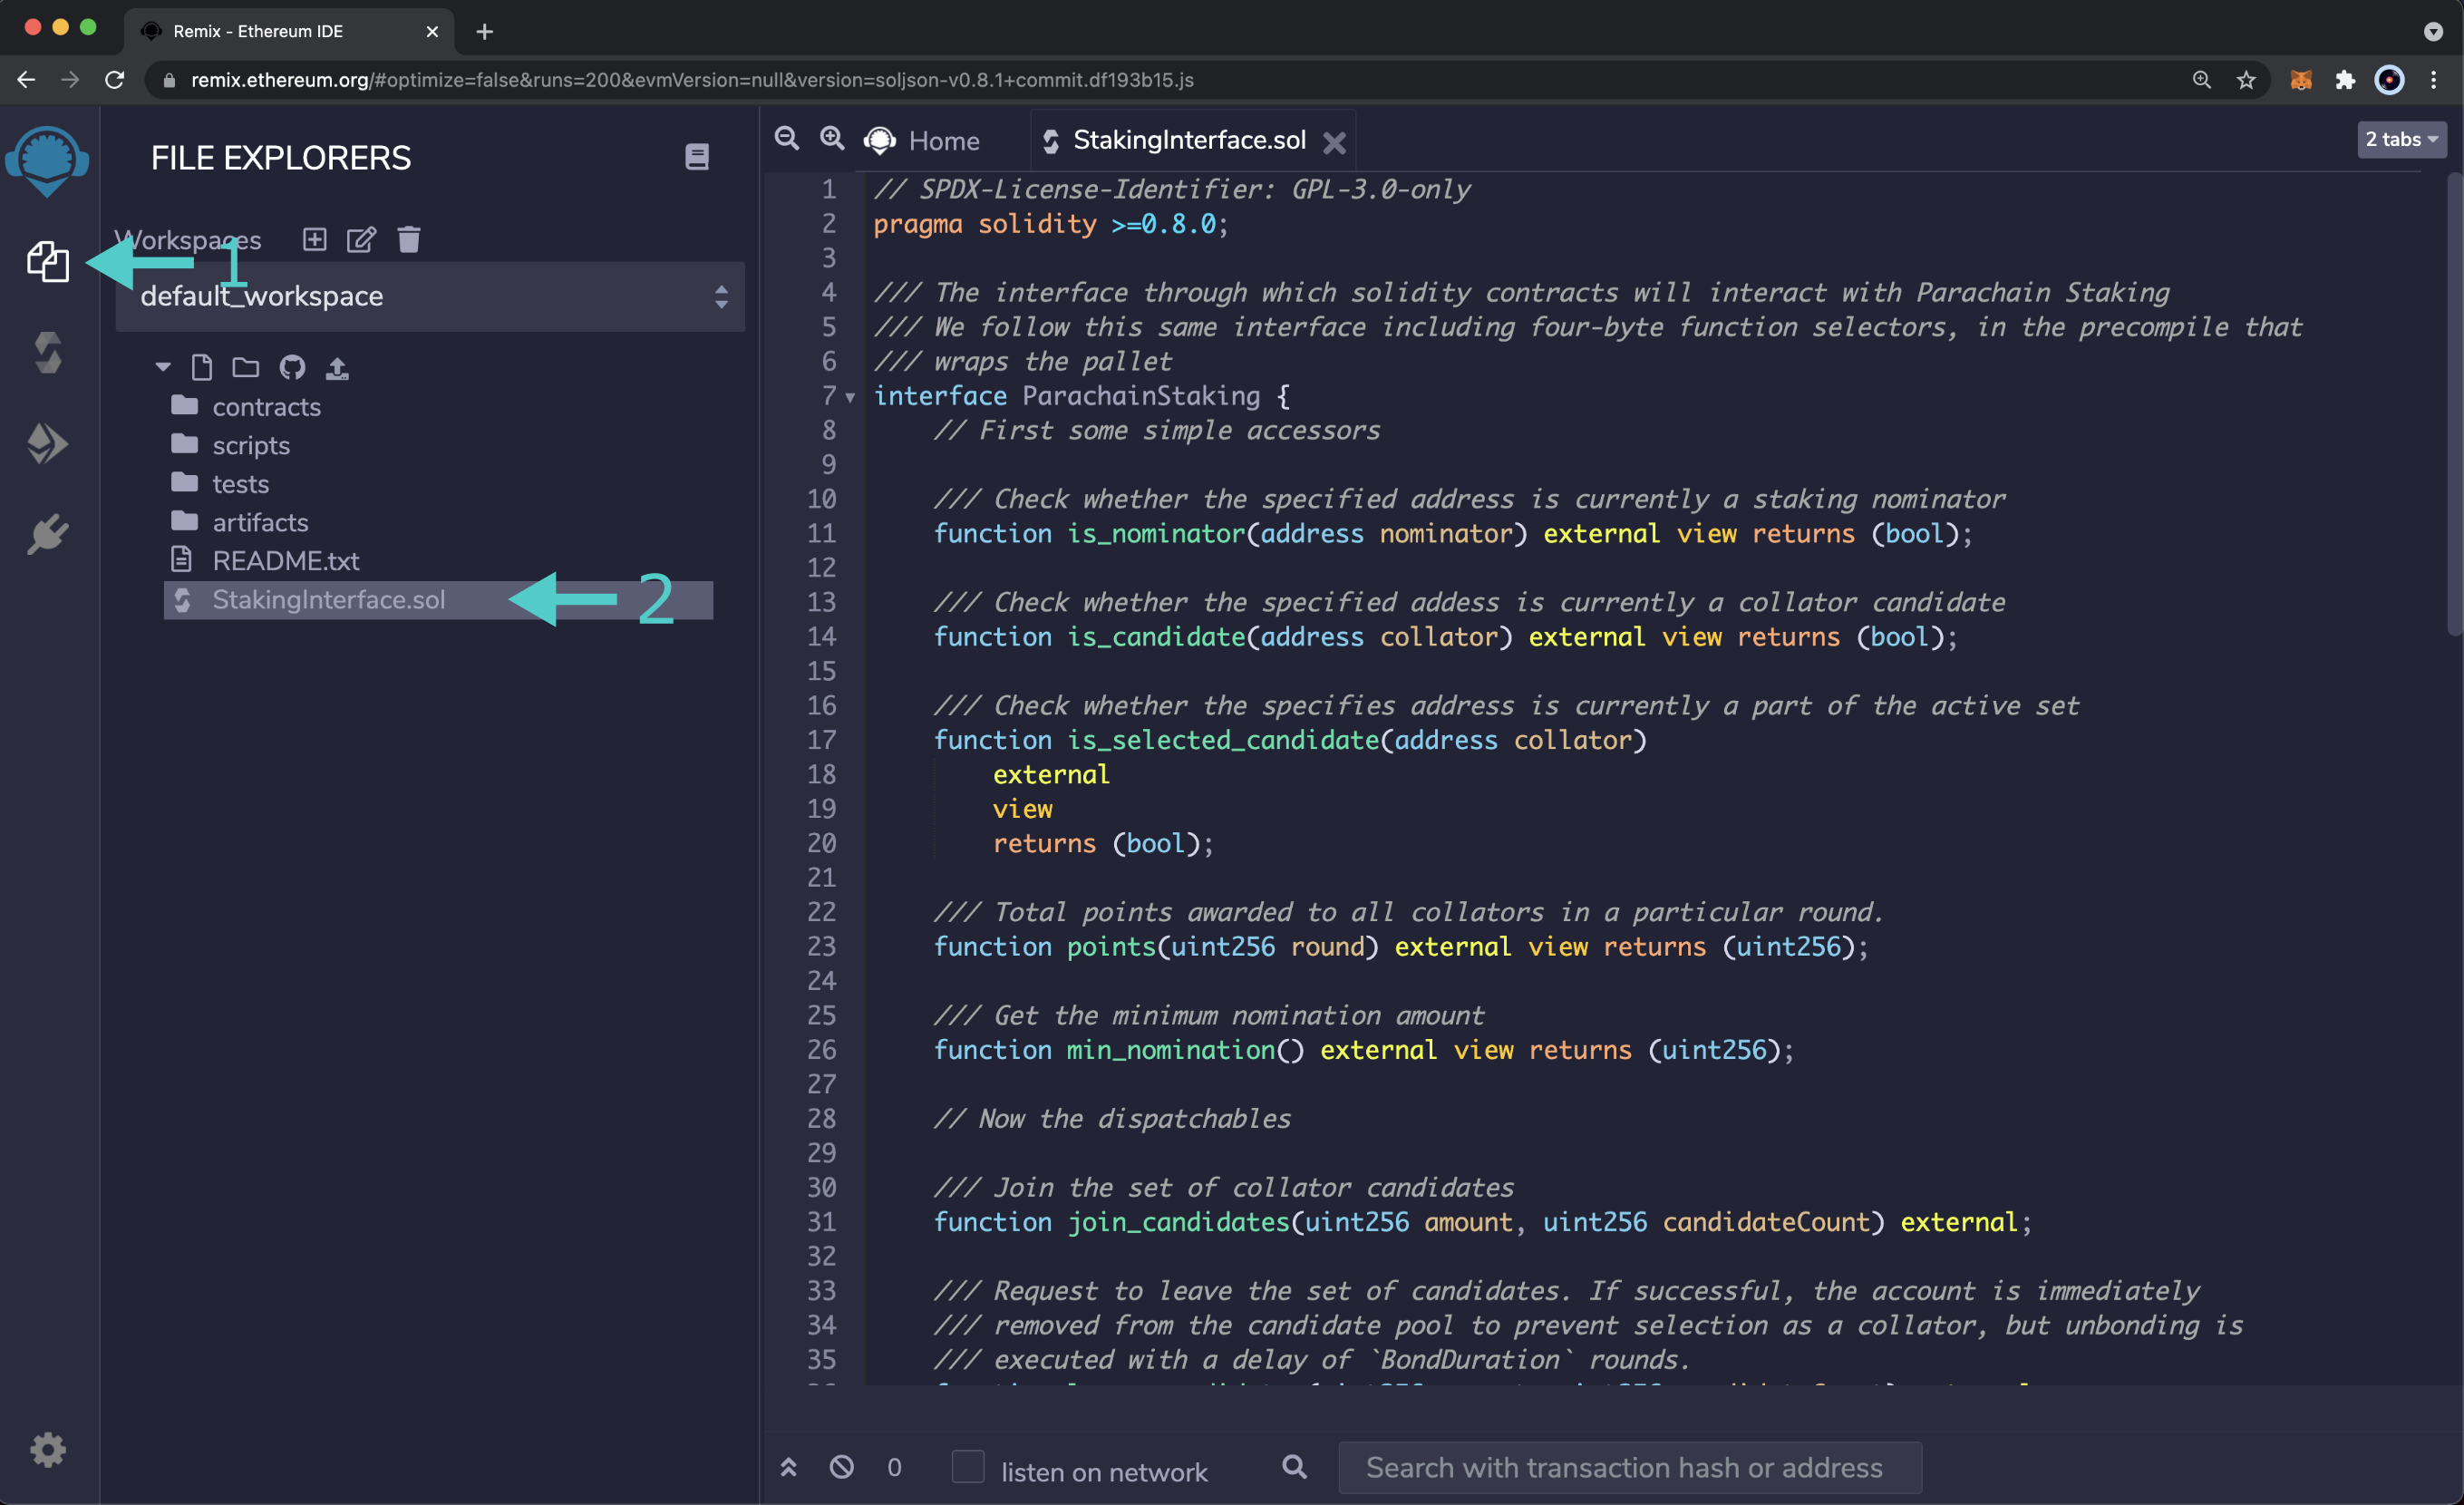 Remix - Ethereum IDE
remix.ethereum.org/#optimize=false&runs=200&evmVersion=null&version=soljson-v0.8.1+commit.df193b15.js
FILE EXPLORERS
Workspaces
1
default_workspace
contracts
scripts
tests
artifacts
README.txt
StakingInterface.sol
2
Home
StakingInterface.sol
2 tabs
1 // SPDX-License-Identifier: GPL-3.0-only
2 pragma solidity >=0.8.0;
3
4 /// The interface through which solidity contracts will interact with Parachain Staking
5 /// We follow this same interface including four-byte function selectors, in the precompile that
6 /// wraps the pallet
7 interface ParachainStaking {
8 // First some simple accessors
9
10 /// Check whether the specified address is currently a staking nominator
11 function is_nominator(address nominator) external view returns (bool);
12
13 /// Check whether the specified addess is currently a collator candidate
14 function is_candidate(address collator) external view returns (bool);
15
16 /// Check whether the specifies address is currently a part of the active set
17 function is_selected_candidate(address collator)
18 external
19 view
20 returns (bool);
21
22 /// Total points awarded to all collators in a particular round.
23 function points(uint256 round) external view returns (uint256);
24
25 /// Get the minimum nomination amount
26 function min_nomination() external view returns (uint256);
27
28 // Now the dispatchables
29
30 /// Join the set of collator candidates
31 function join_candidates(uint256 amount, uint256 candidateCount) external;
32
33 /// Request to leave the set of candidates. If successful, the account is immediately
34 /// removed from the candidate pool to prevent selection as a collator, but unbonding is
35 /// executed with a delay of `BondDuration` rounds.
0
listen on network
Search with transaction hash or address